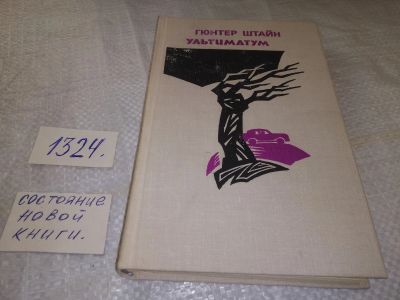 ГЮНТЕР ШТАЙН
УЛЬТИМАТУМ
1324.
состояние
новой
книги.